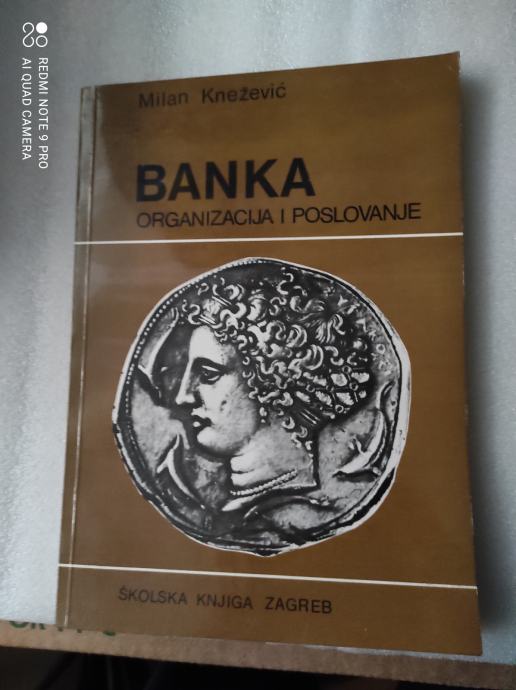 Milan Knežević
BANKA
ORGANIZACIJA I POSLOVANJE
ŠKOLSKA KNJIGA ZAGREB
REDMI NOTE 9 PRO
AI QUAD CAMERA